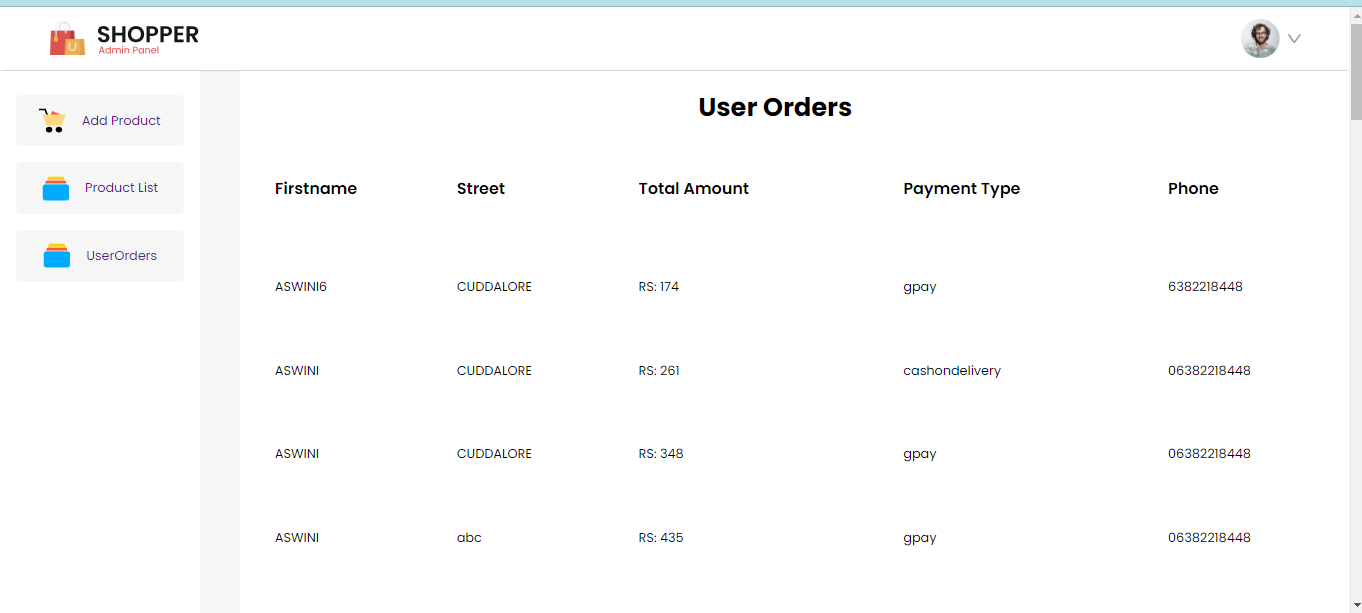 SHOPPER
Admin Panel
Add Product
Product List
UserOrders
User Orders
Firstname Street Total Amount Payment Type Phone
ASWINI6 CUDDALORE RS: 174 gpay 6382218448
ASWINI CUDDALORE RS: 261 cashondelivery 06382218448
ASWINI CUDDALORE RS: 348 gpay 06382218448
ASWINI abc RS: 435 gpay 06382218448